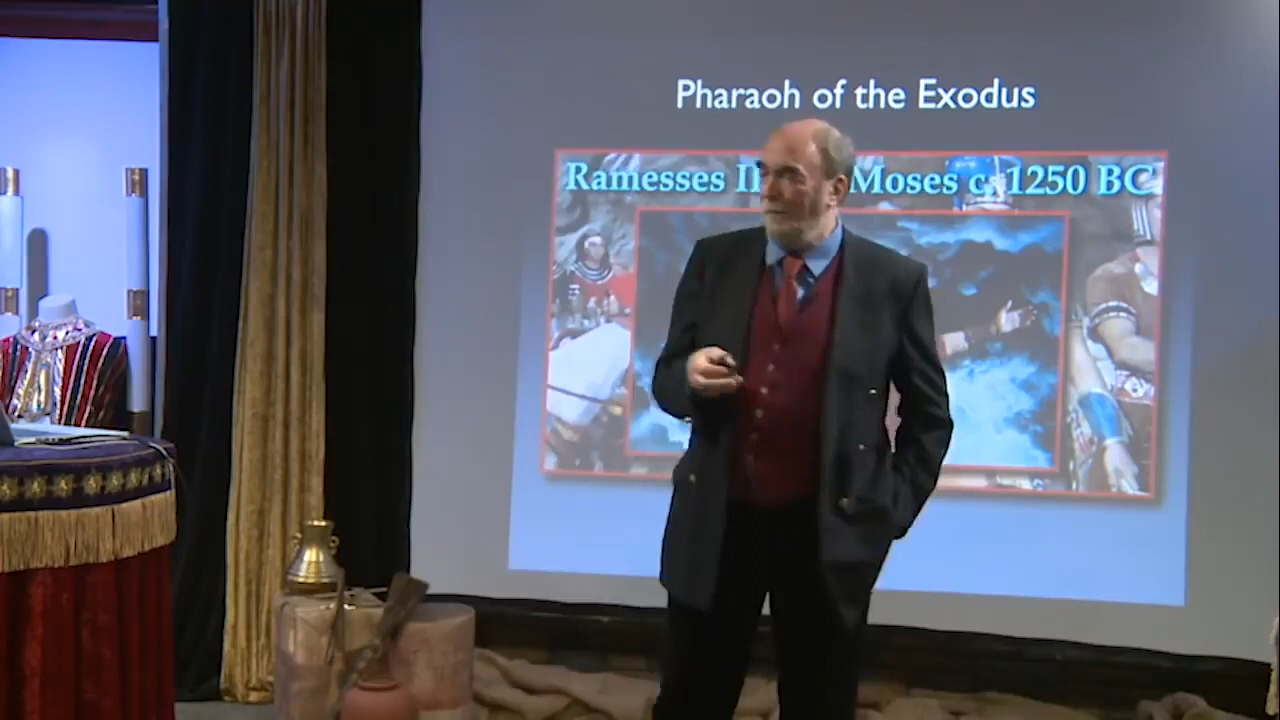 Pharaoh of the Exodus
Ramesses II Moses c. 1250 BC